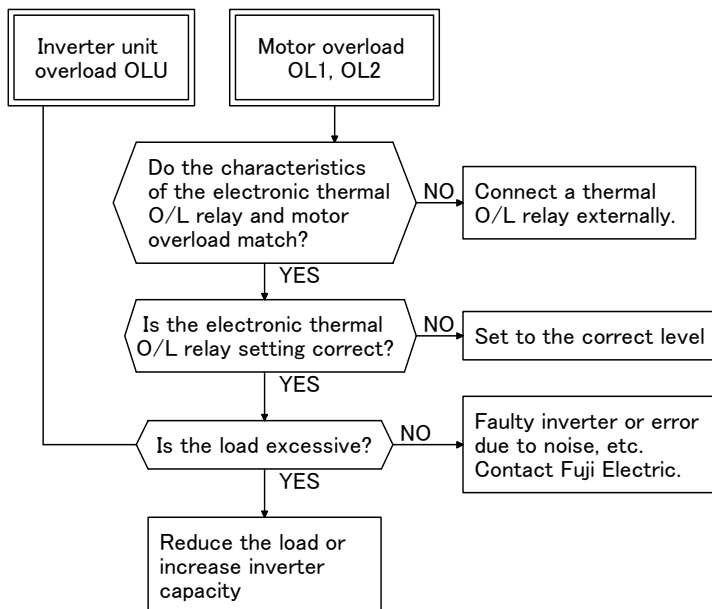 Inverter unit
overload OLU
Motor overload
OL1, OL2
Do the characteristics
of the electronic thermal
O/L relay and motor
overload match?
NO
Connect a thermal
O/L relay externally.
YES
Is the electronic thermal
O/L relay setting correct?
NO
Set to the correct level
YES
Is the load excessive?
NO
Faulty inverter or error
due to noise, etc.
Contact Fuji Electric.
YES
Reduce the load or
increase inverter
capacity